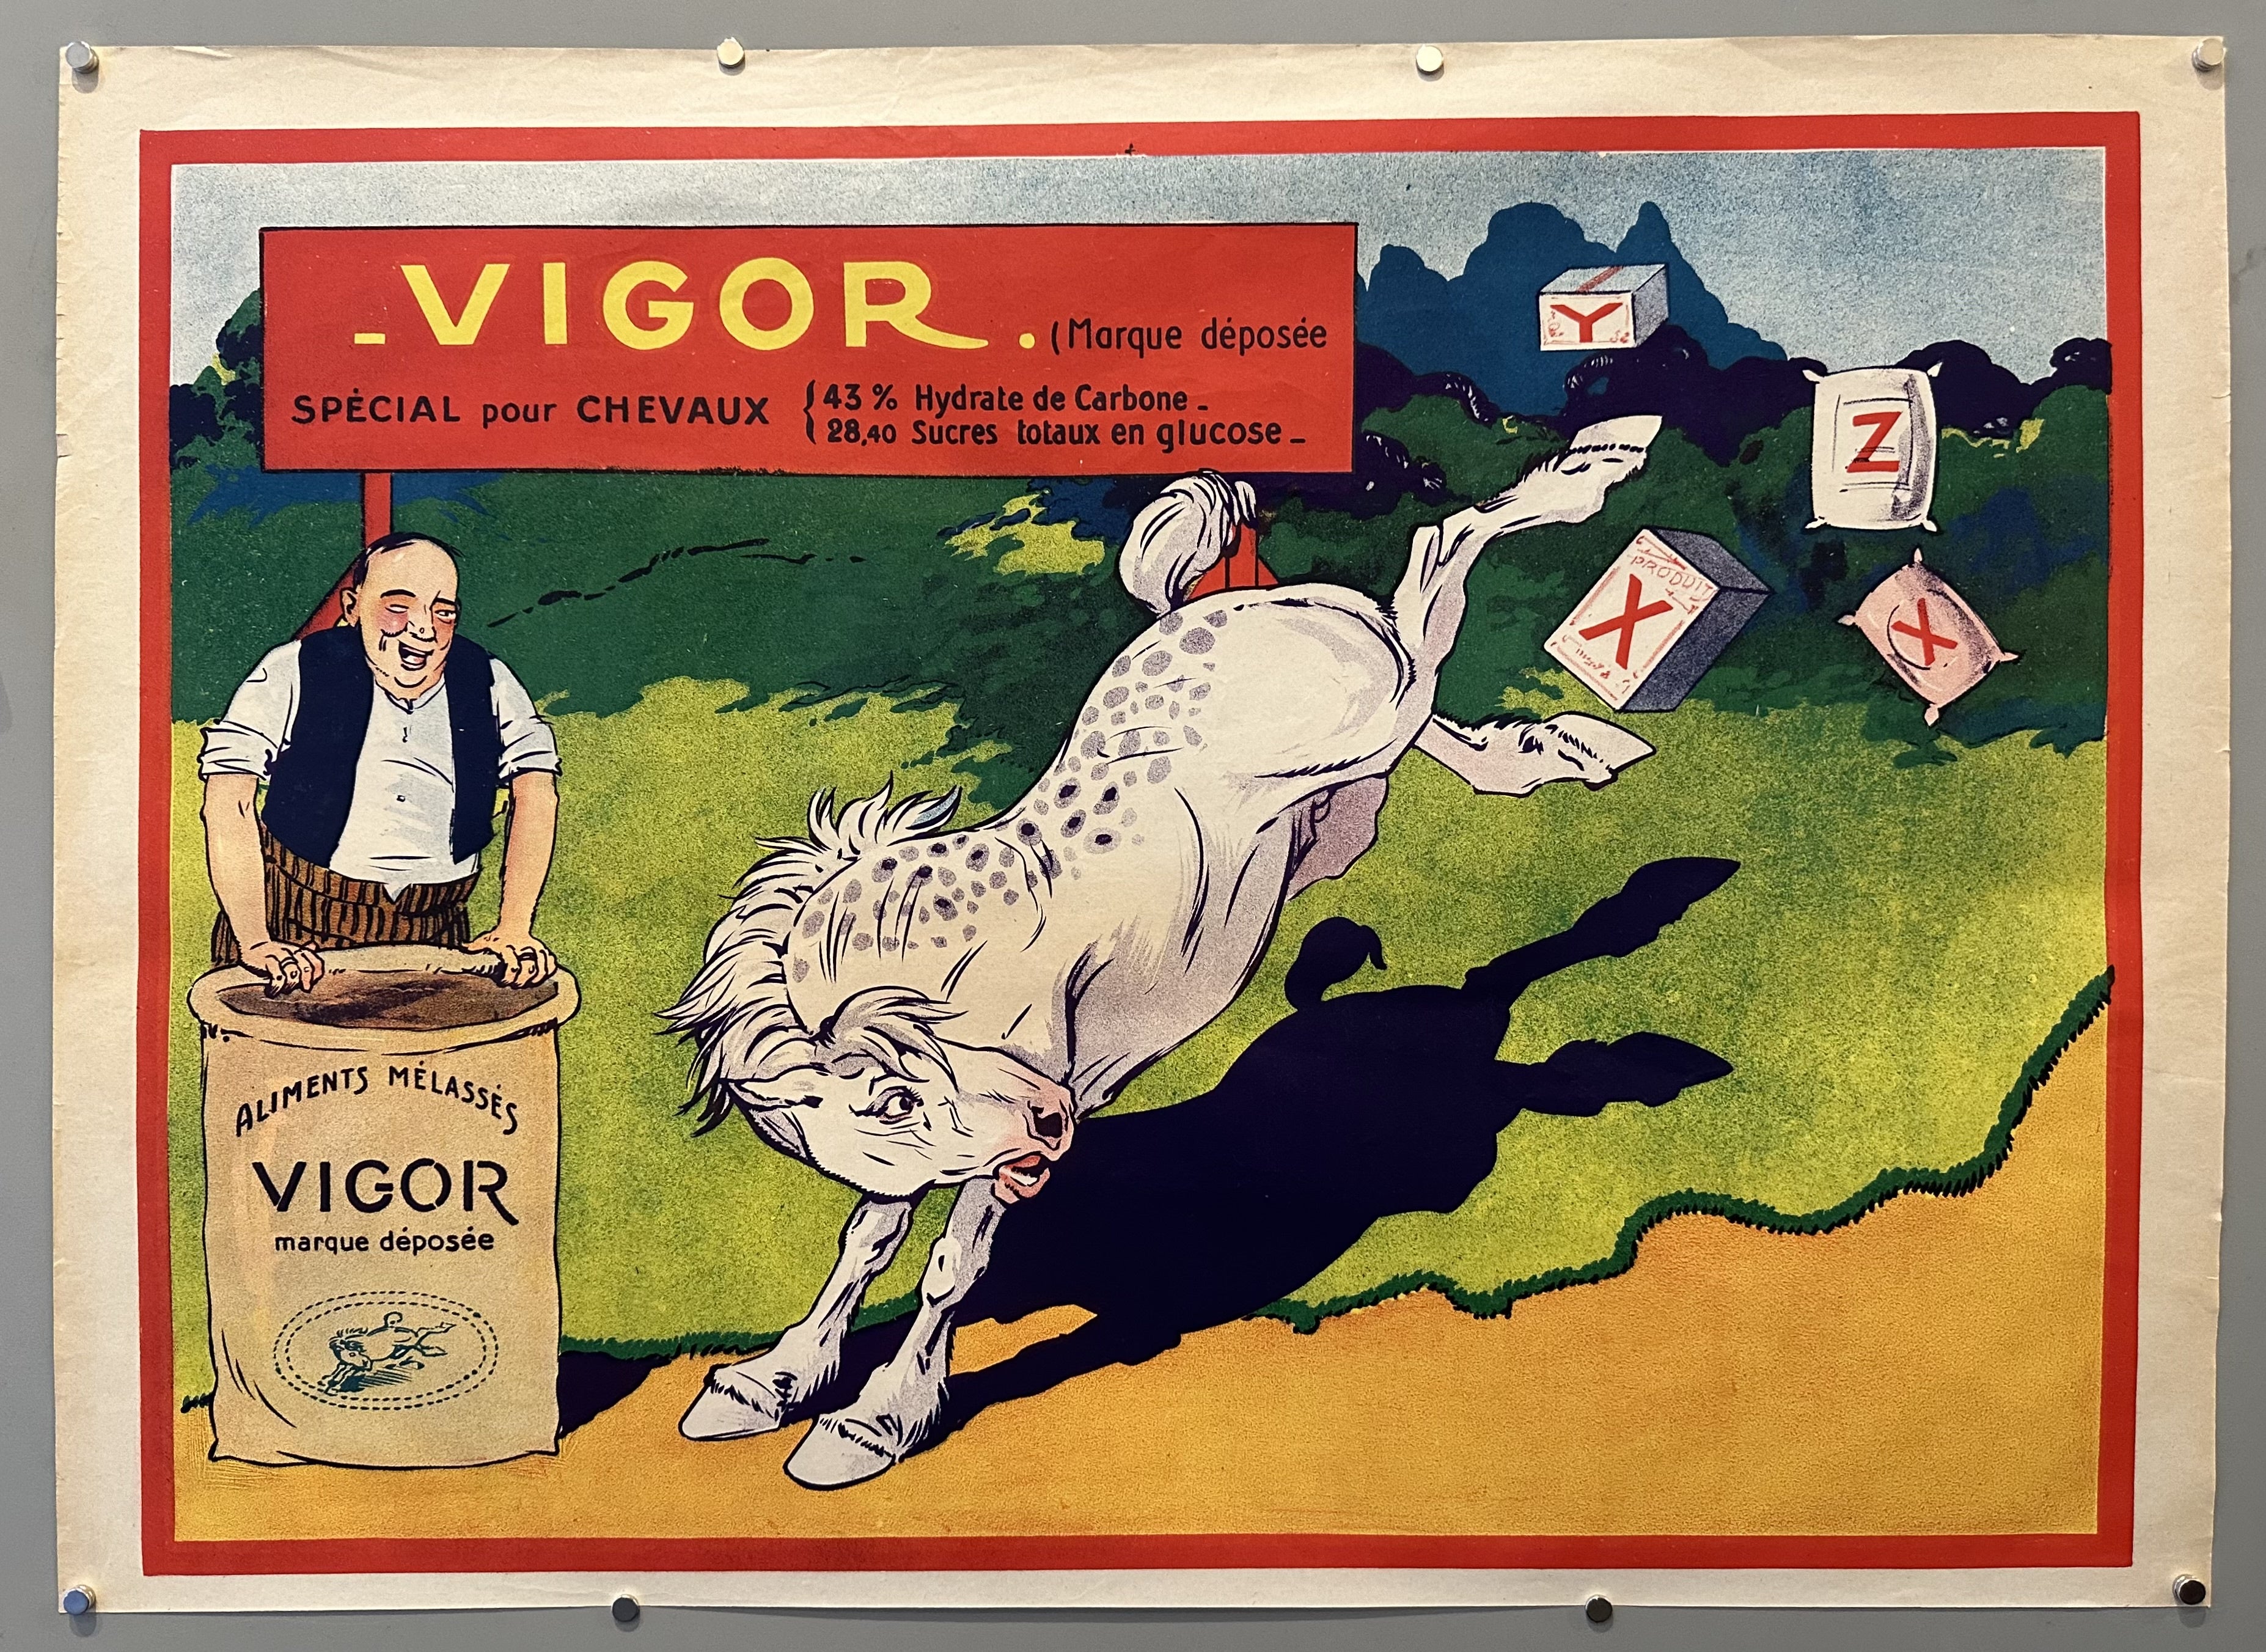 -VIGOR. (Marque déposée
SPÉCIAL pour CHEVAUX { 43 % Hydrate de Carbone -
28,40 Sucres totaux en glucose -
Y
Z
PRODUIT
X
X
ALIMENTS MÉLASSÉS
VIGOR
marque déposée